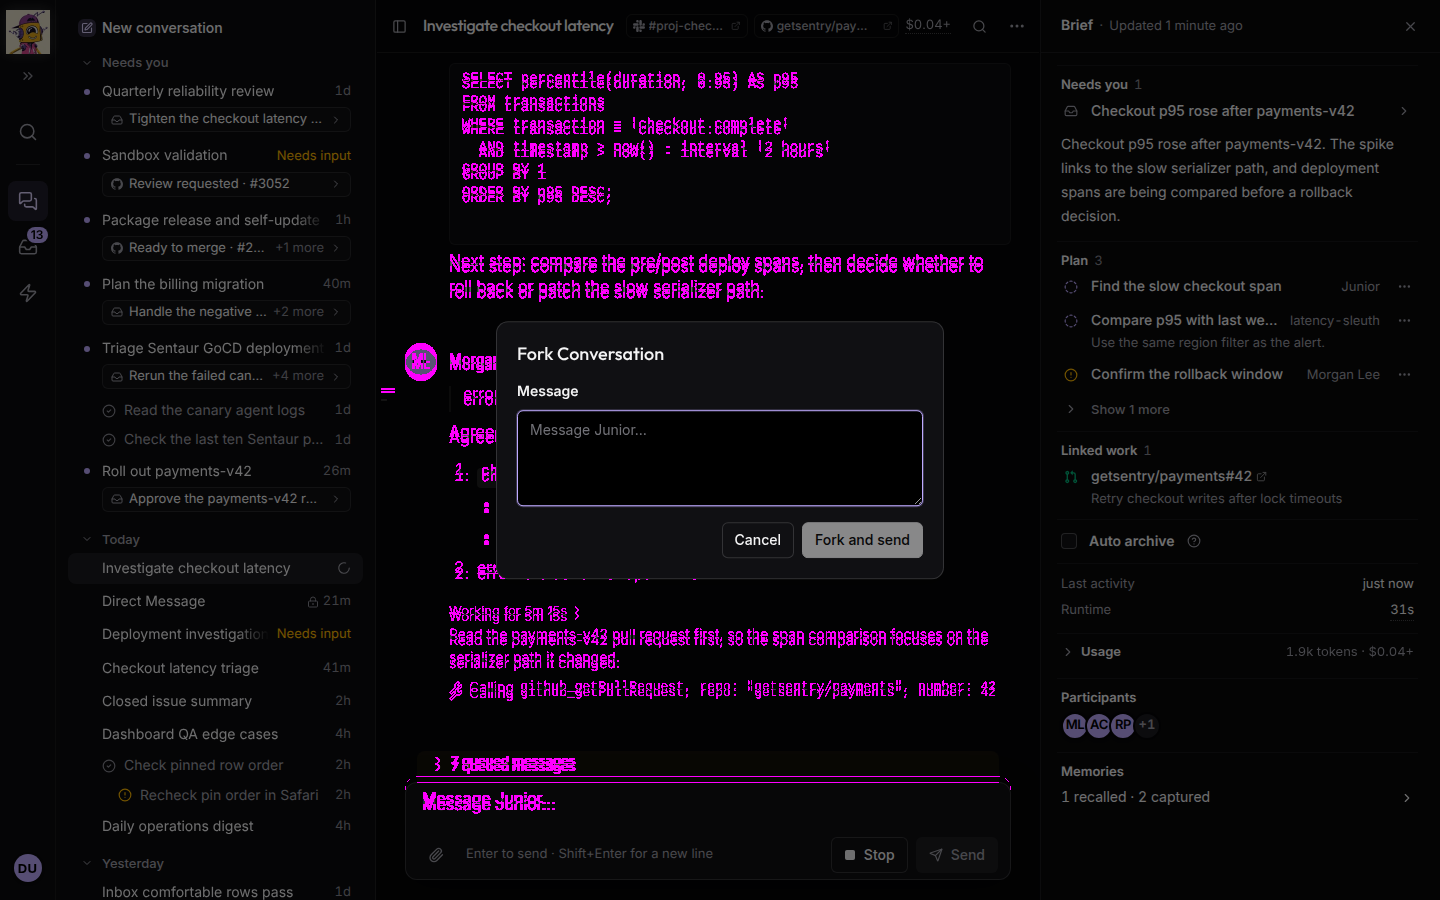 New conversation
Needs you
Quarterly reliability review 1d
Tighten the checkout latency ...
Sandbox validation Needs input
Review requested · #3052
Package release and self-update 1h
Ready to merge · #2... +1 more
Plan the billing migration 40m
Handle the negative ... +2 more
Triage Sentaur GoCD deployment 1d
Rerun the failed can... +4 more
Read the canary agent logs 1d
Check the last ten Sentaur p... 1d
Roll out payments-v42 26m
Approve the payments-v42 r...
Today
Investigate checkout latency
Direct Message 21m
Deployment investigation Needs input
Checkout latency triage 41m
Closed issue summary 2h
Dashboard QA edge cases 4h
Check pinned row order 2h
Recheck pin order in Safari 2h
Daily operations digest 4h
Yesterday
Inbox comfortable rows pass 1d
13
DU
Investigate checkout latency #proj-chec... getsentry/pay... $0.04+
SELECT percentile(duration, 0.95) AS p95
FROM transactions
WHERE transaction = 'checkout.complete'
AND timestamp > now() - interval '2 hours'
GROUP BY 1
ORDER BY p95 DESC;
Next step: compare the pre/post deploy spans, then decide whether to
roll back or patch the slow serializer path.
Morgan
Fork Conversation
Message
Message Junior...
Cancel
Fork and send
Working for 5m 15s
Read the payments-v42 pull request first, so the span comparison focuses on the
serializer path it changed.
Calling github_getPullRequest, repo: "getsentry/payments", number: 42
7 queued messages
Message Junior...
Enter to send · Shift+Enter for a new line
Stop
Send
Brief · Updated 1 minute ago
Needs you 1
Checkout p95 rose after payments-v42
Checkout p95 rose after payments-v42. The spike
links to the slow serializer path, and deployment
spans are being compared before a rollback
decision.
Plan 3
Find the slow checkout span Junior
Compare p95 with last we... latency-sleuth
Use the same region filter as the alert.
Confirm the rollback window Morgan Lee
Show 1 more
Linked work 1
getsentry/payments#42
Retry checkout writes after lock timeouts
Auto archive
Last activity just now
Runtime 31s
Usage 1.9k tokens · $0.04+
Participants
ML AC RP +1
Memories
1 recalled · 2 captured